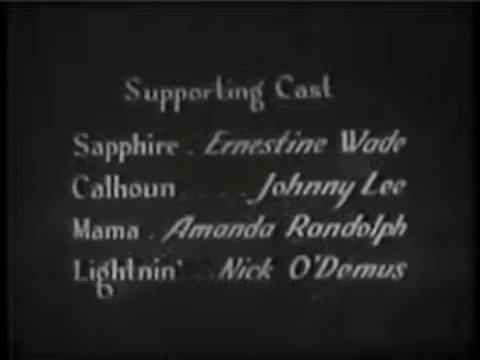 Supporting Cast
Sapphire . Ernestine Wade
Calhoun . . . . Johnny Lee
Mama . Amanda Randolph
Lightnin' . . Nick O'Demus